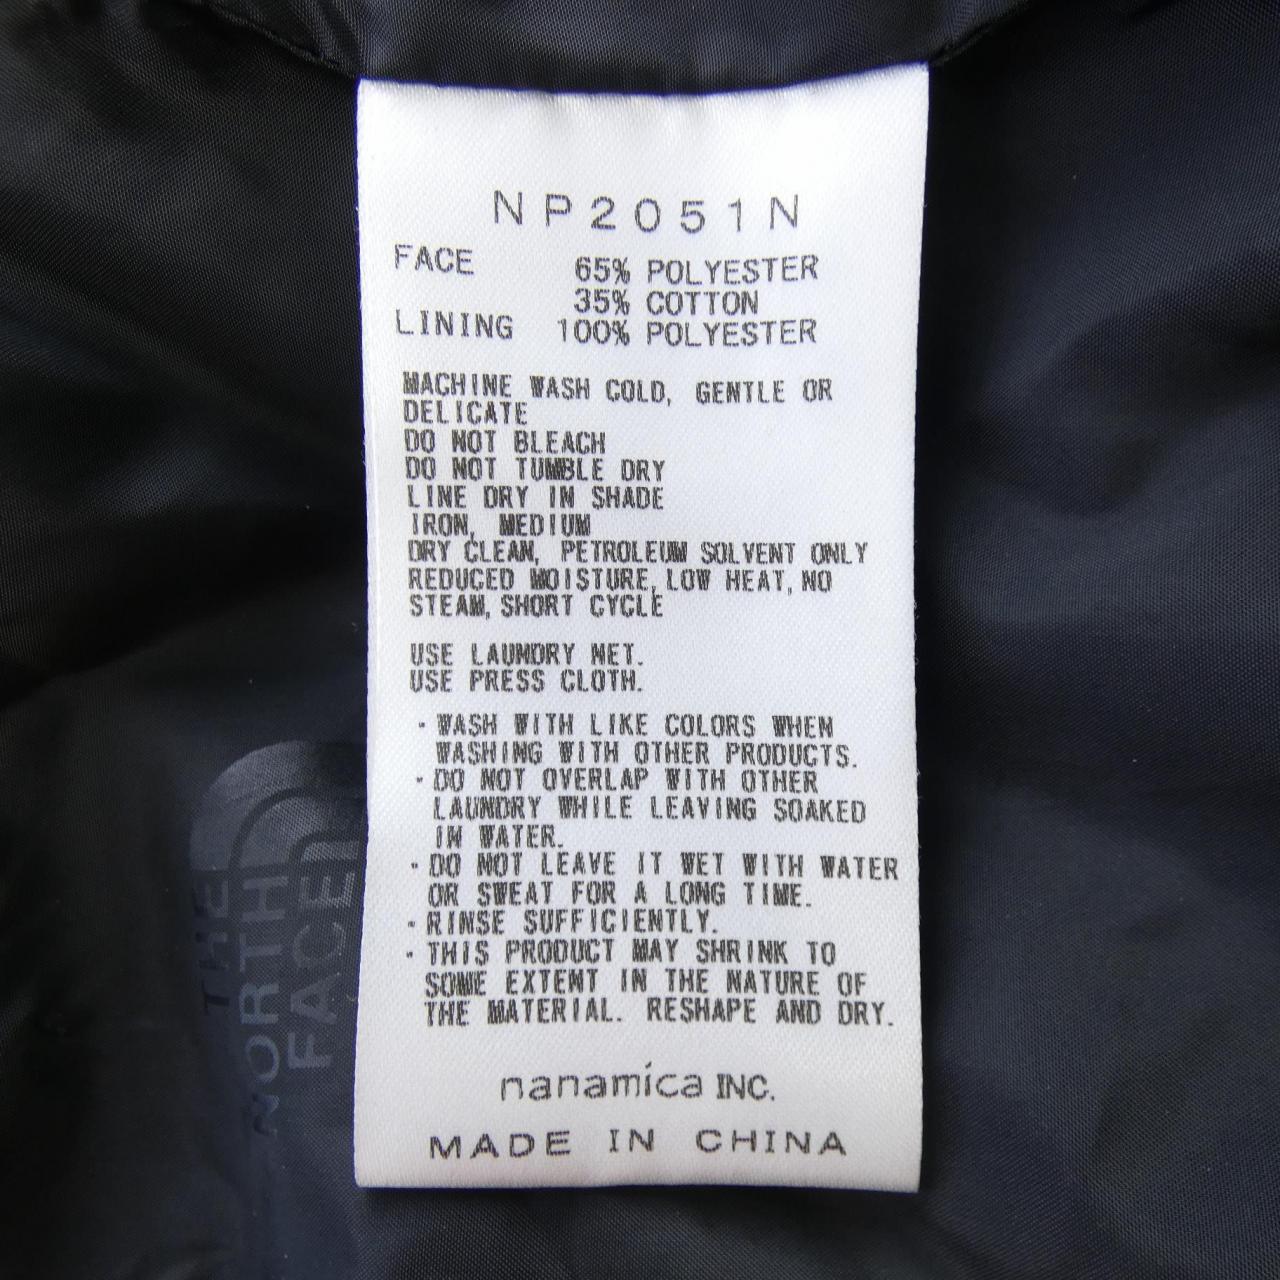 NP2051N
FACE 65% POLYESTER
35% COTTON
LINING 100% POLYESTER
MACHINE WASH COLD, GENTLE OR
DELICATE
DO NOT BLEACH
DO NOT TUMBLE DRY
LINE DRY IN SHADE
IRON, MEDIUM
DRY CLEAN, PETROLEUM SOLVENT ONLY
REDUCED MOISTURE, LOW HEAT, NO
STEAM, SHORT CYCLE
USE LAUNDRY NET.
USE PRESS CLOTH.
・WASH WITH LIKE COLORS WHEN
WASHING WITH OTHER PRODUCTS.
・DO NOT OVERLAP WITH OTHER
LAUNDRY WHILE LEAVING SOAKED
IN WATER.
・DO NOT LEAVE IT WET WITH WATER
OR SWEAT FOR A LONG TIME.
・RINSE SUFFICIENTLY.
・THIS PRODUCT MAY SHRINK TO
SOME EXTENT IN THE NATURE OF
THE MATERIAL. RESHAPE AND DRY.
nanamica INC.
MADE IN CHINA
THE
NORTH
FACE